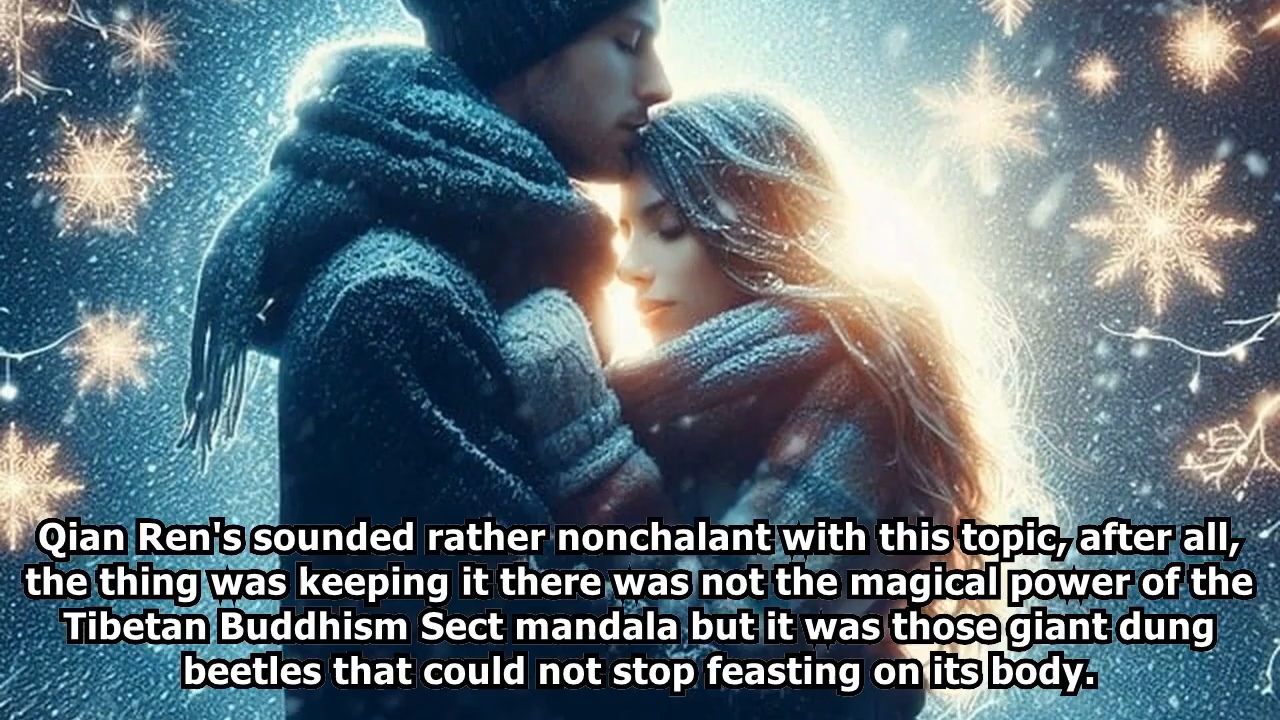 Qian Ren's sounded rather nonchalant with this topic, after all,
the thing was keeping it there was not the magical power of the
Tibetan Buddhism Sect mandala but it was those giant dung
beetles that could not stop feasting on its body.